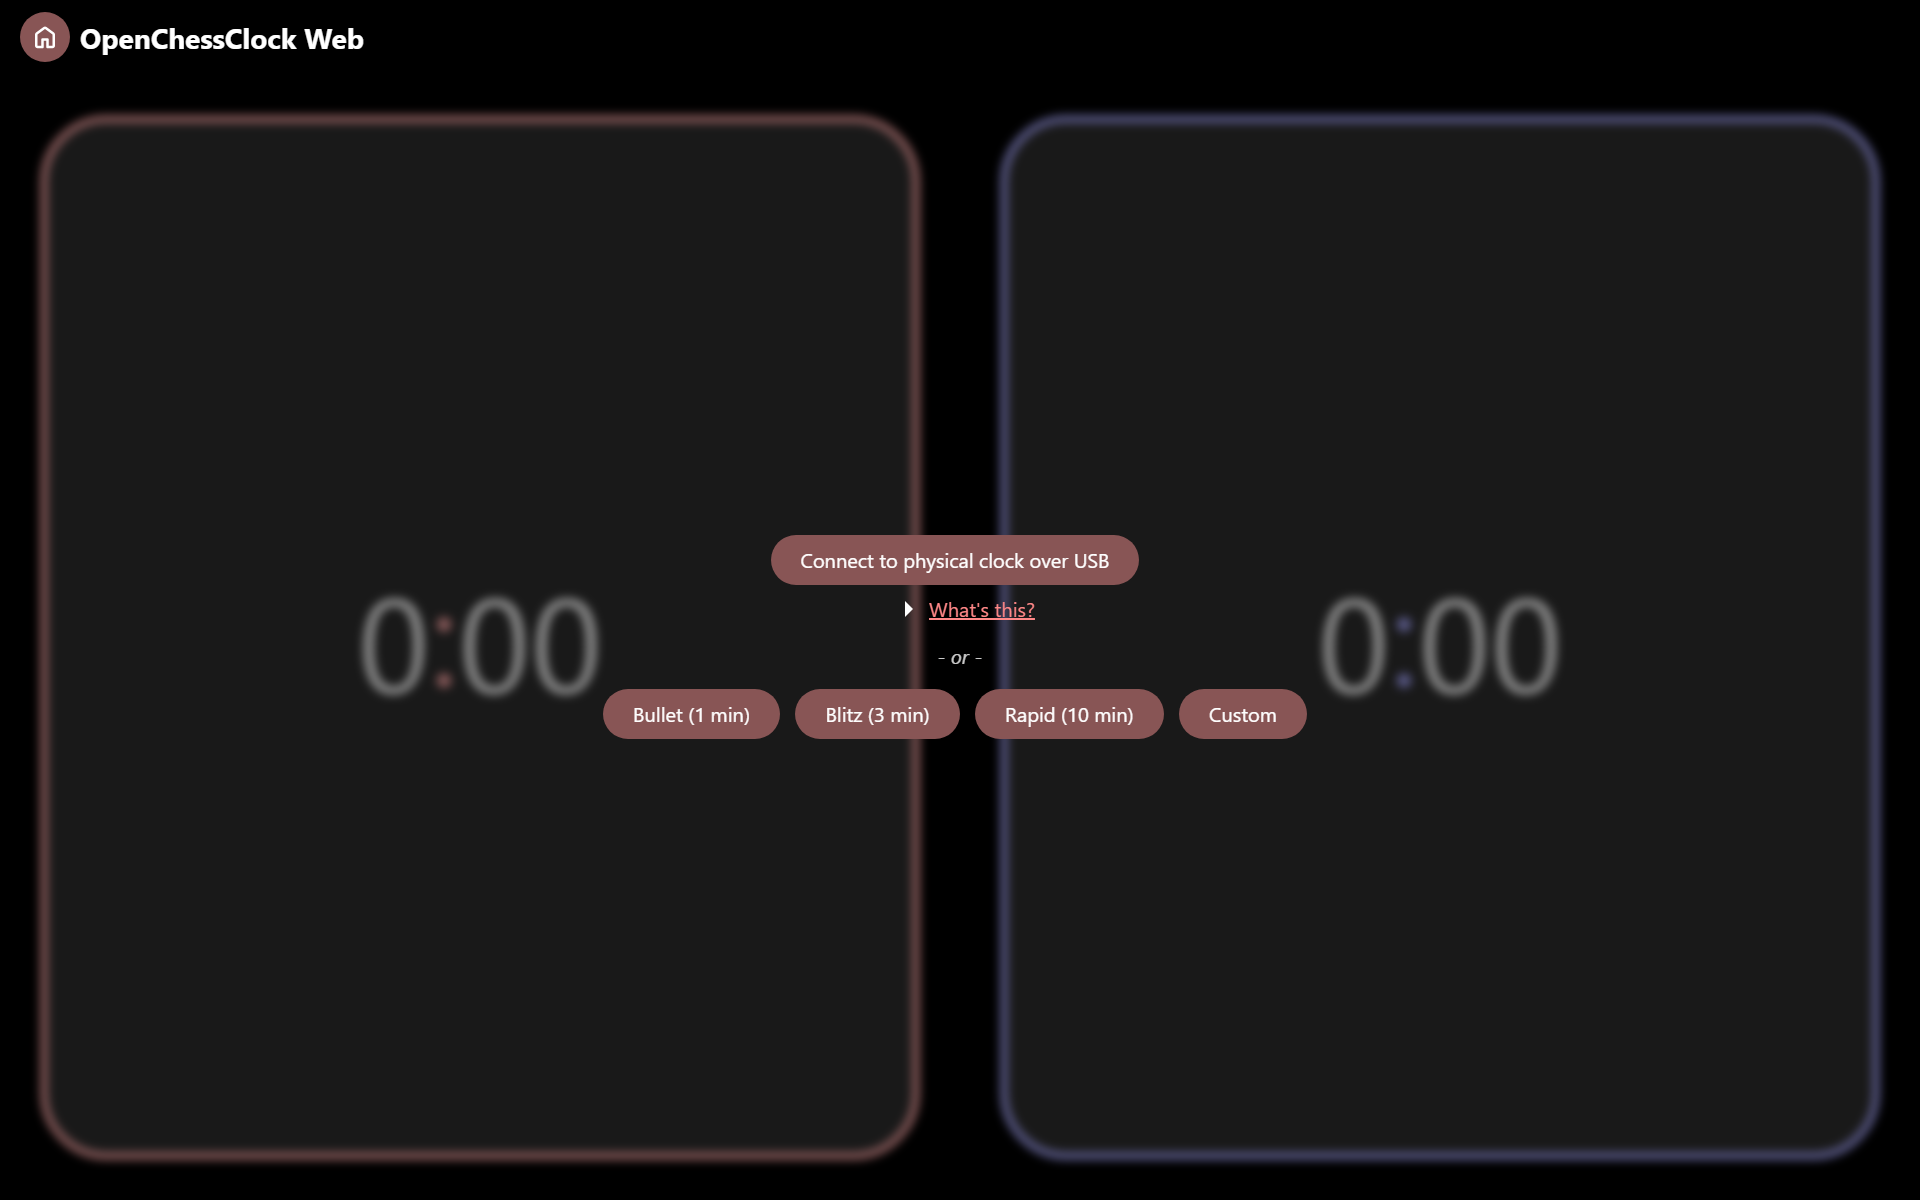 OpenChessClock Web
Connect to physical clock over USB
What's this?
- or -
0:00
0:00
Bullet (1 min)
Blitz (3 min)
Rapid (10 min)
Custom